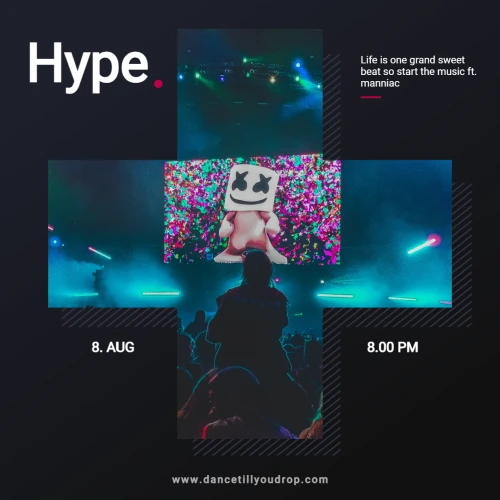 Hype.
Life is one grand sweet
beat so start the music ft.
manniac
8. AUG
8.00 PM
www.dancetillyoudrop.com